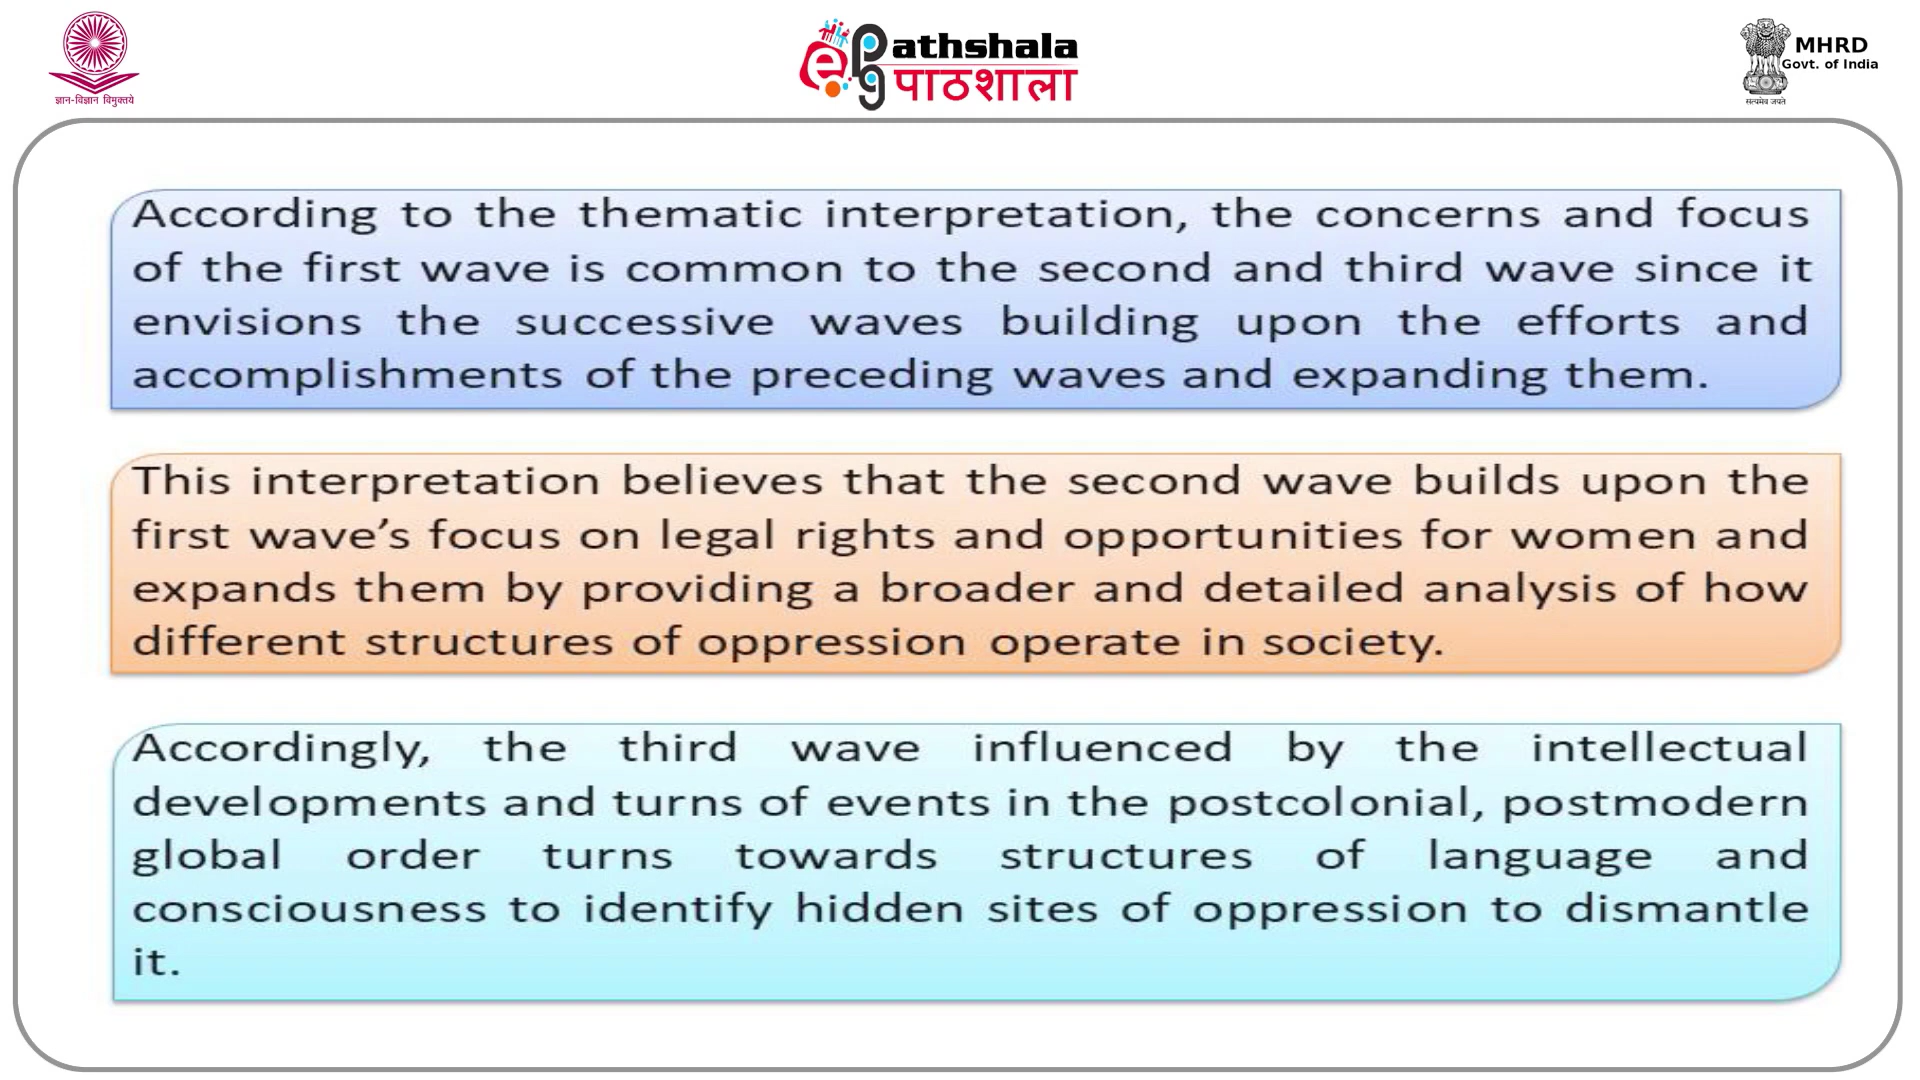 ज्ञान-विज्ञान विमुक्तये
e Pg athshala
पाठशाला
MHRD
Govt. of India
सत्यमेव जयते
According to the thematic interpretation, the concerns and focus
of the first wave is common to the second and third wave since it
envisions the successive waves building upon the efforts and
accomplishments of the preceding waves and expanding them.
This interpretation believes that the second wave builds upon the
first wave’s focus on legal rights and opportunities for women and
expands them by providing a broader and detailed analysis of how
different structures of oppression operate in society.
Accordingly, the third wave influenced by the intellectual
developments and turns of events in the postcolonial, postmodern
global order turns towards structures of language and
consciousness to identify hidden sites of oppression to dismantle
it.